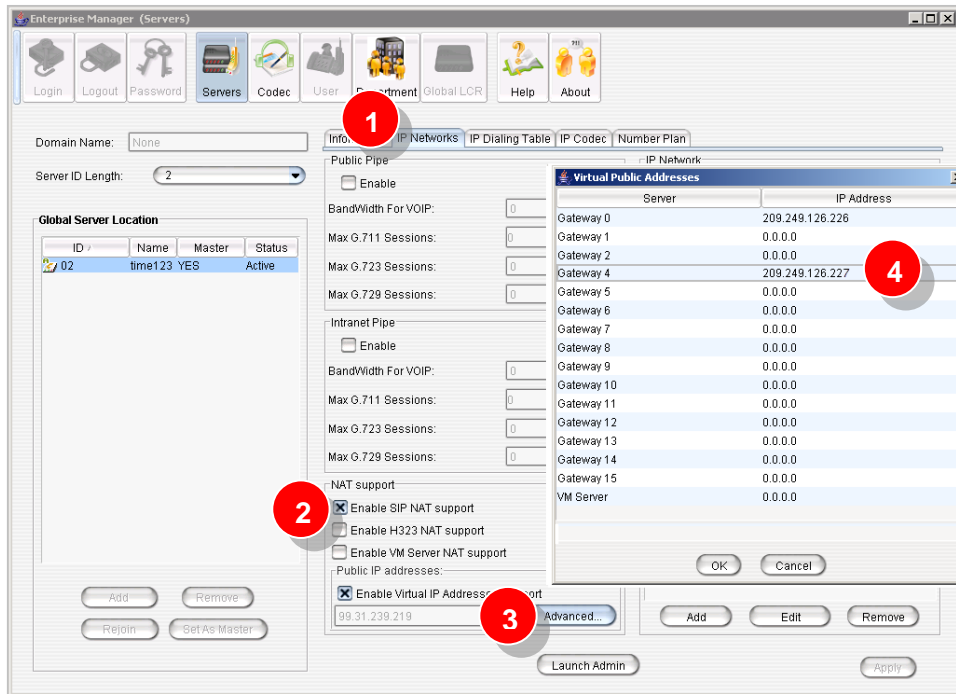 Enterprise Manager (Servers)
Login Logout Password Servers Codec User Department Global LCR Help About
1
Domain Name: None
Server ID Length: 2
Global Server Location
ID Name Master Status
02 time123 YES Active
Add Remove
Rejoin Set As Master
IP Networks IP Dialing Table IP Codec Number Plan
Public Pipe
Enable
BandWidth For VOIP: 0
Max G.711 Sessions: 0
Max G.723 Sessions: 0
Max G.729 Sessions: 0
Intranet Pipe
Enable
BandWidth For VOIP: 0
Max G.711 Sessions: 0
Max G.723 Sessions: 0
Max G.729 Sessions: 0
NAT support
2
Enable SIP NAT support
Enable H323 NAT support
Enable VM Server NAT support
Public IP addresses:
Enable Virtual IP Address
99.31.239.219
3
Advanced...
IP Network
Virtual Public Addresses
Server IP Address
Gateway 0 209.249.126.226
Gateway 1 0.0.0.0
Gateway 2 0.0.0.0
Gateway 4 209.249.126.227
4
Gateway 5 0.0.0.0
Gateway 6 0.0.0.0
Gateway 7 0.0.0.0
Gateway 8 0.0.0.0
Gateway 9 0.0.0.0
Gateway 10 0.0.0.0
Gateway 11 0.0.0.0
Gateway 12 0.0.0.0
Gateway 13 0.0.0.0
Gateway 14 0.0.0.0
Gateway 15 0.0.0.0
VM Server 0.0.0.0
OK Cancel
Add Edit Remove
Launch Admin
Apply